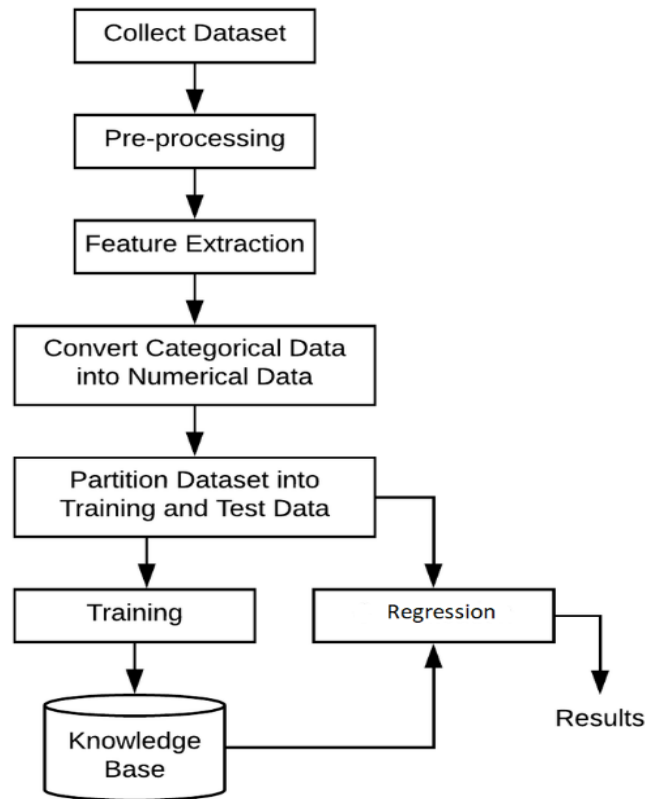 Collect Dataset
Pre-processing
Feature Extraction
Convert Categorical Data
into Numerical Data
Partition Dataset into
Training and Test Data
Training
Regression
Results
Knowledge
Base